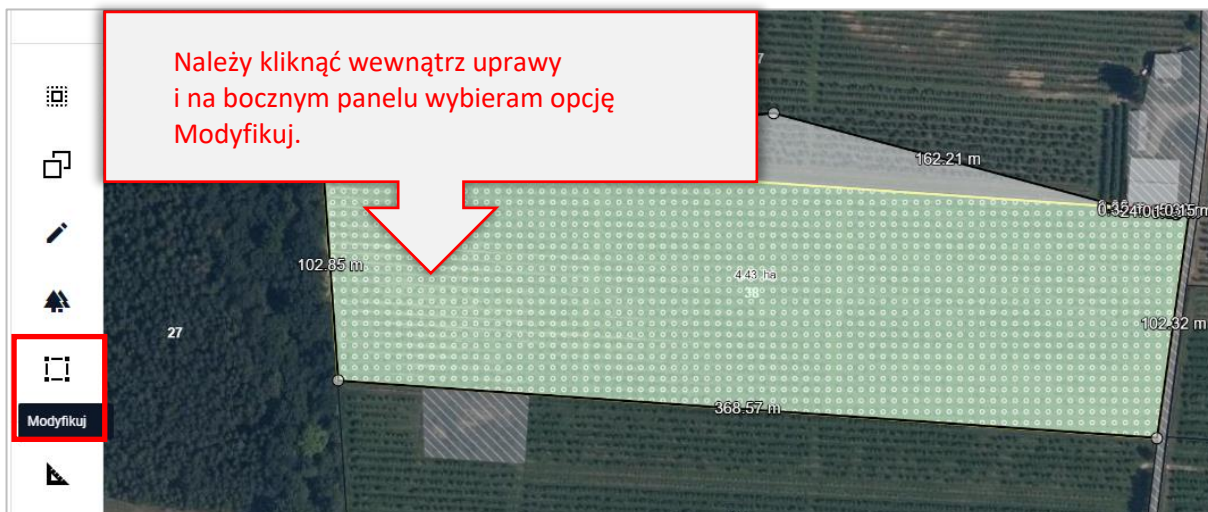 Należy kliknąć wewnątrz uprawy
i na bocznym panelu wybieram opcję
Modyfikuj.
7
162.21 m
102.85 m
4.43 ha
38
27
102.32 m
368.57 m
Modyfikuj